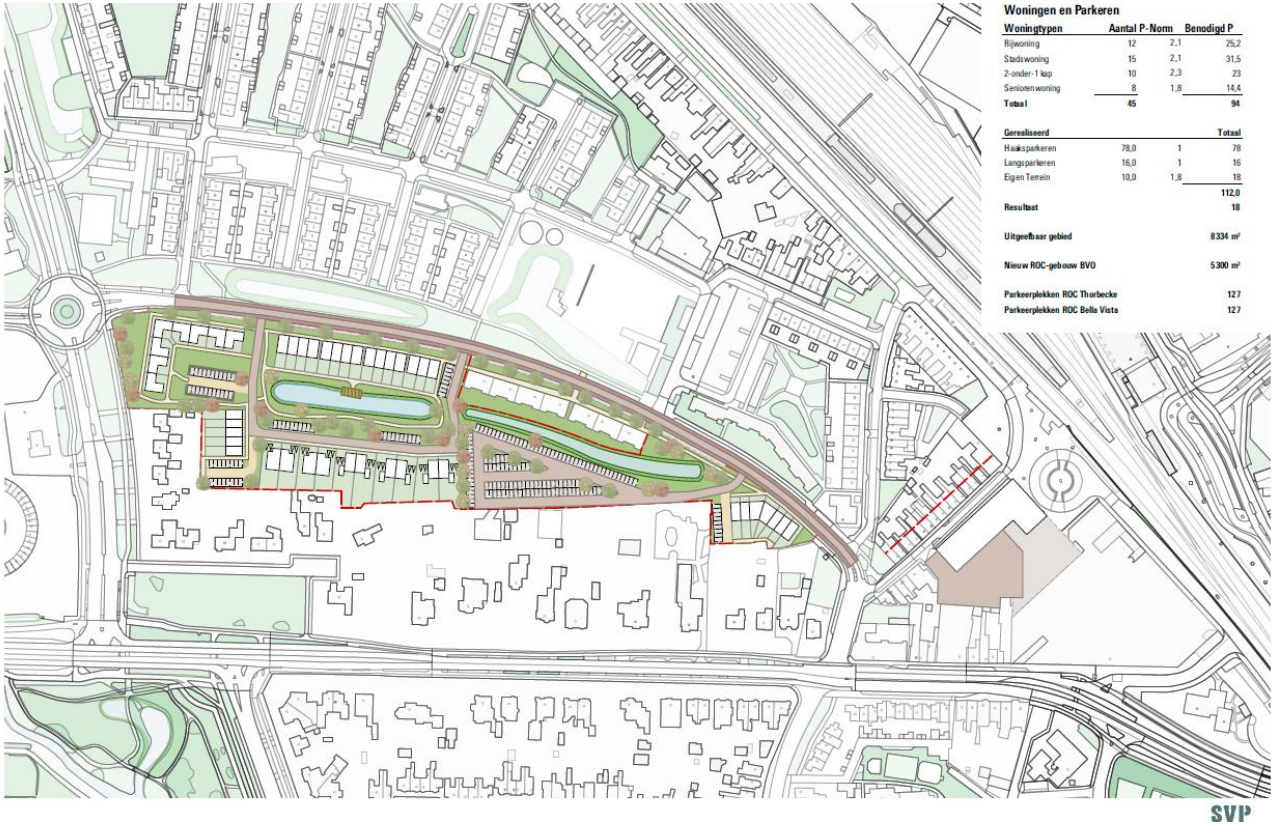 Woningen en Parkeren
Woningtypen Aantal P-Norm Benodigd P
Rijwoning 12 2,1 25,2
Stadswoning 15 2,1 31,5
2-onder-1 kap 10 2,3 23
Seniorenwoning 8 1,8 14,4
Totaal 45 94
Gerealiseerd Totaal
Haaksparkeren 78,0 1 78
Langsparkeren 16,0 1 16
Eigen Terrein 10,0 1,8 18
112,0
Resultaat 18
Uitgeefbaar gebied 8334 m²
Nieuw ROC-gebouw BVO 5300 m²
Parkeerplekken ROC Thorbecke 127
Parkeerplekken ROC Bella Vista 127
SVP